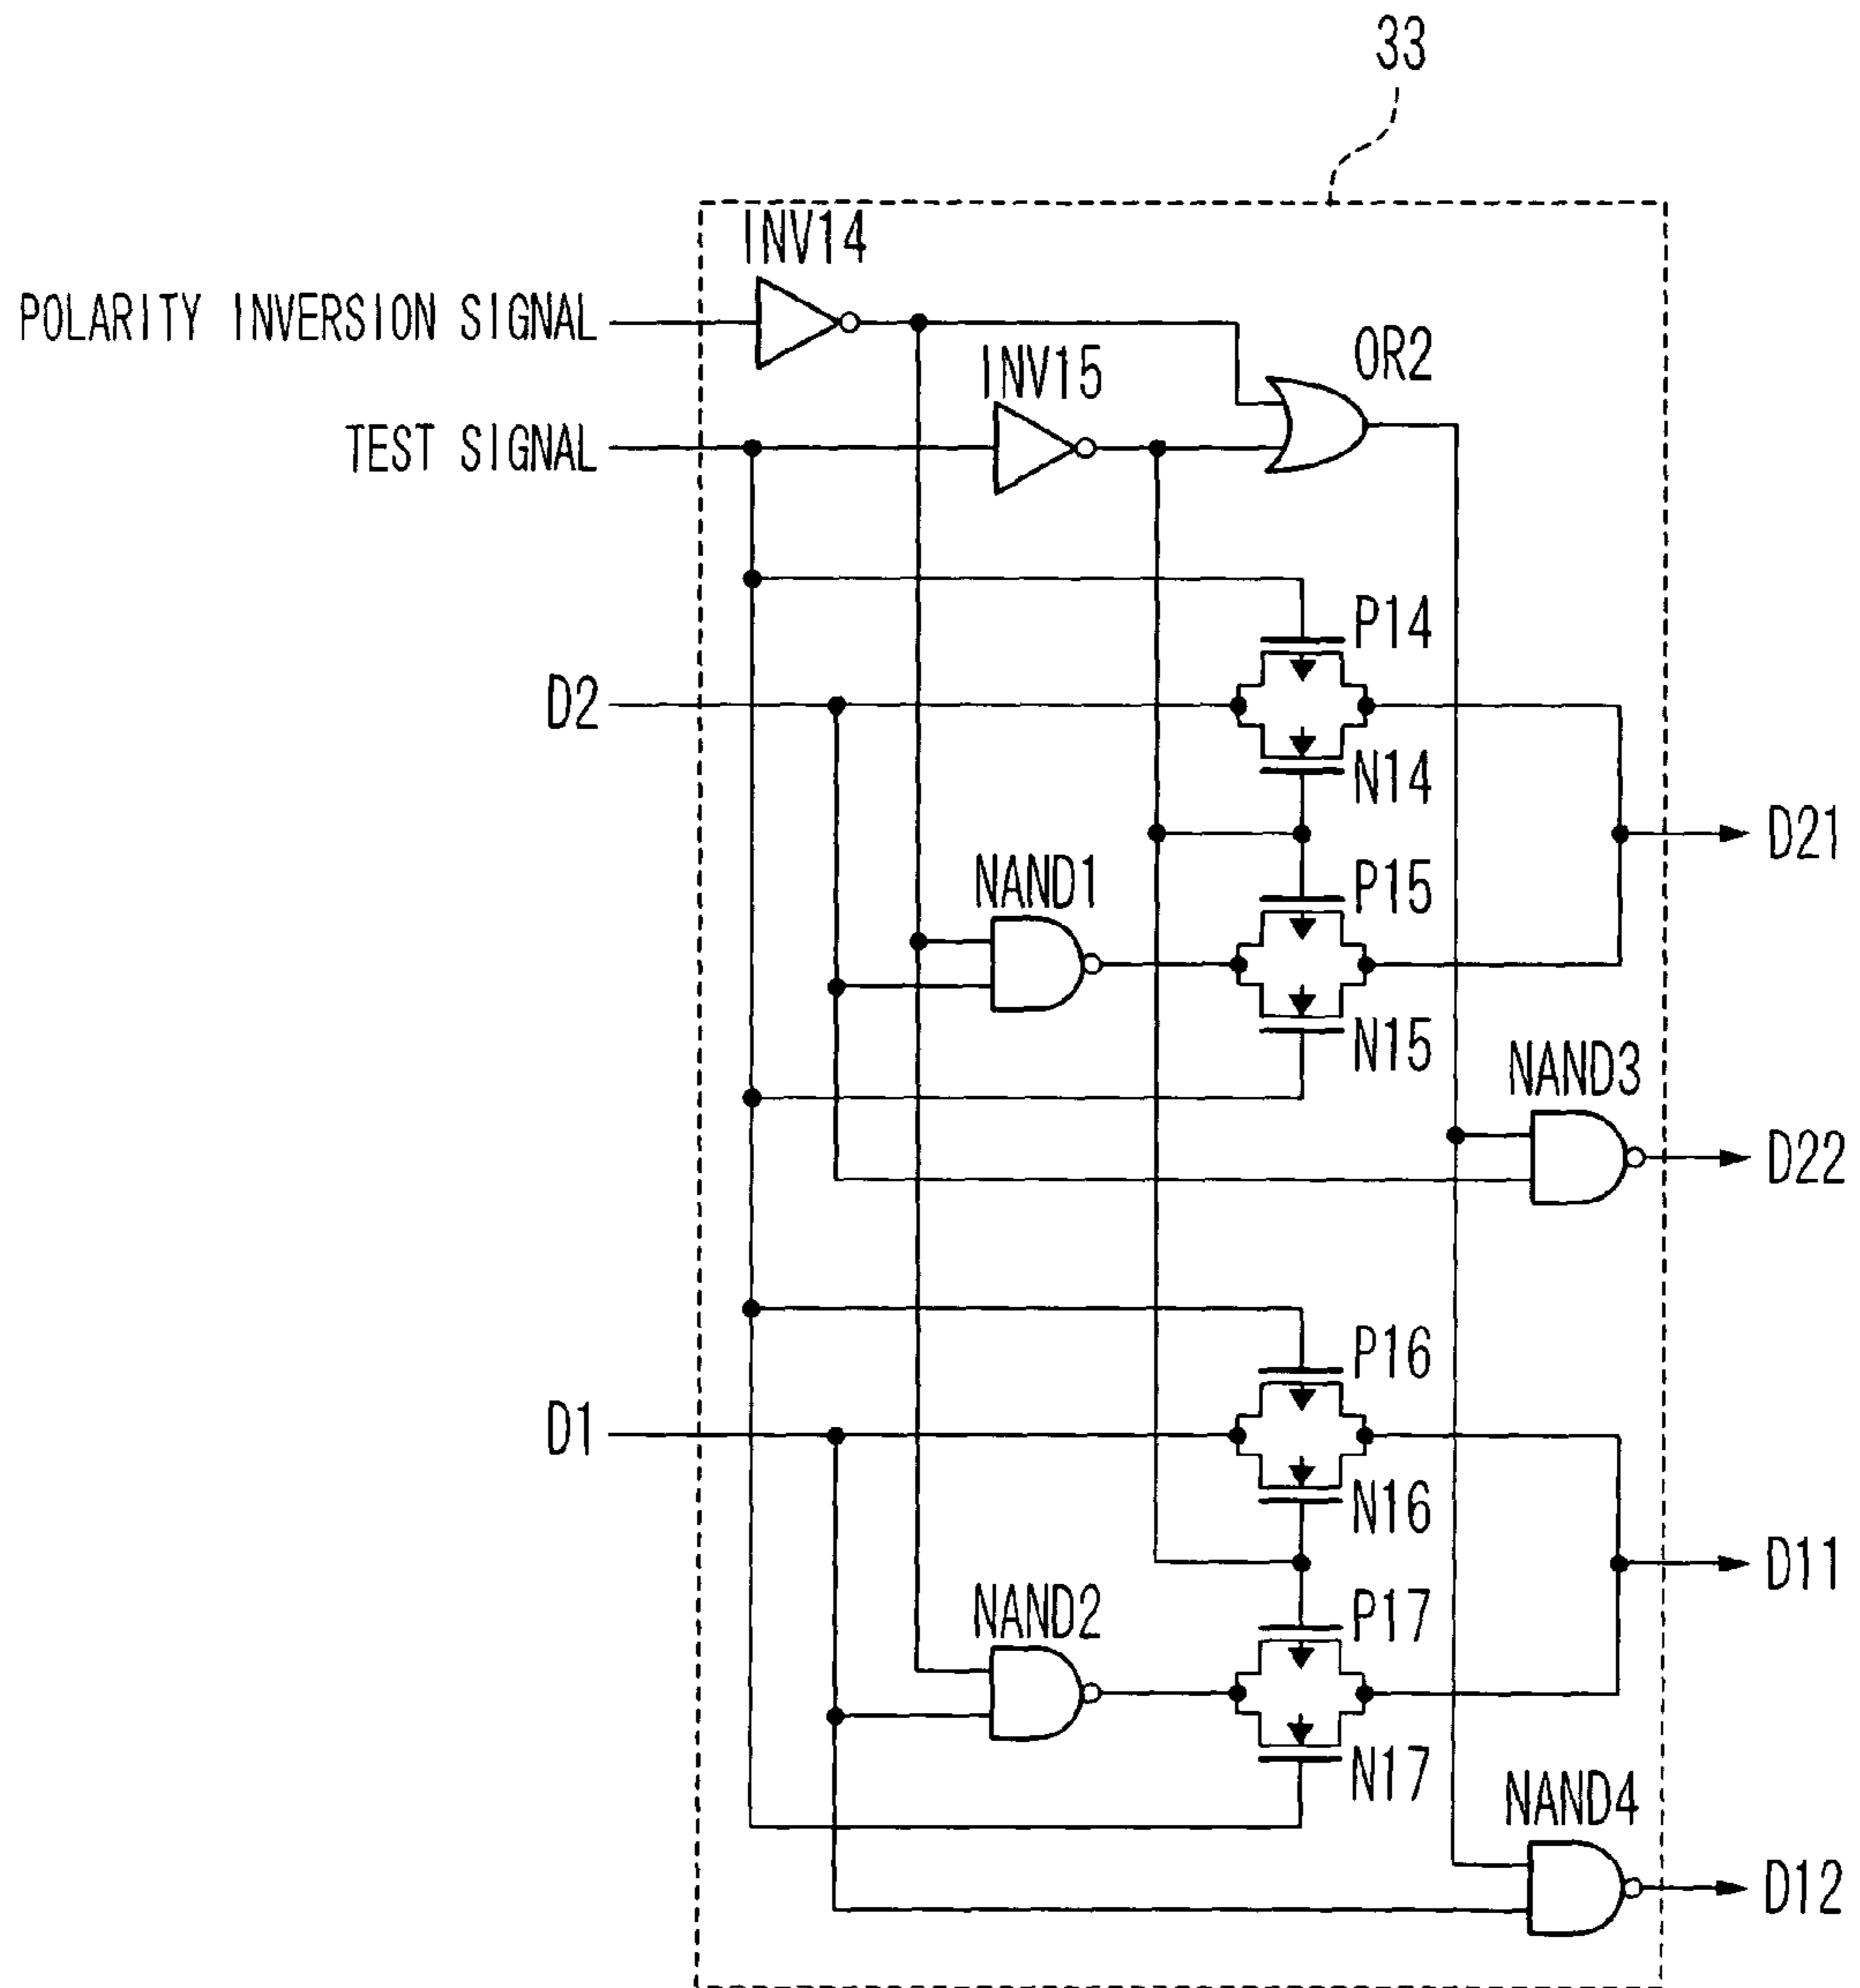 33
INV14
POLARITY INVERSION SIGNAL
INV15
OR2
TEST SIGNAL
P14
D2
N14
D21
NAND1
P15
N15
NAND3
D22
P16
D1
N16
D11
NAND2
P17
N17
NAND4
D12